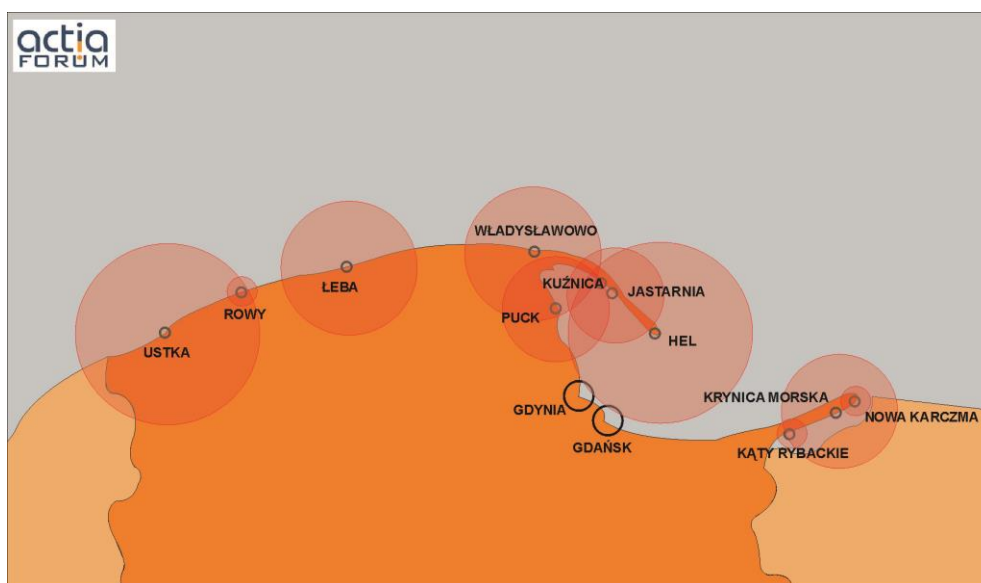 actia
FORUM
WŁADYSŁAWOWO
ŁEBA
KUŹNICA
JASTARNIA
ROWY
PUCK
USTKA
HEL
KRYNICA MORSKA
GDYNIA
NOWA KARCZMA
GDAŃSK
KĄTY RYBACKIE